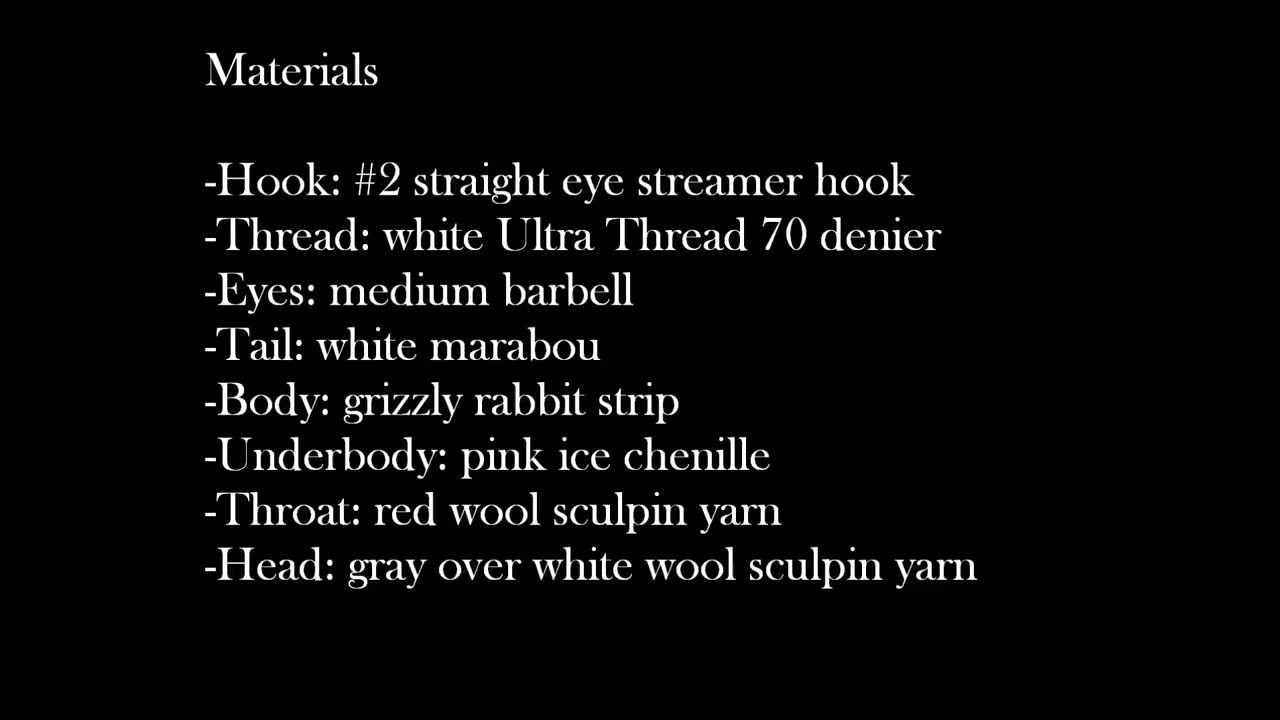 Materials
-Hook: #2 straight eye streamer hook
-Thread: white Ultra Thread 70 denier
-Eyes: medium barbell
-Tail: white marabou
-Body: grizzly rabbit strip
-Underbody: pink ice chenille
-Throat: red wool sculpin yarn
-Head: gray over white wool sculpin yarn